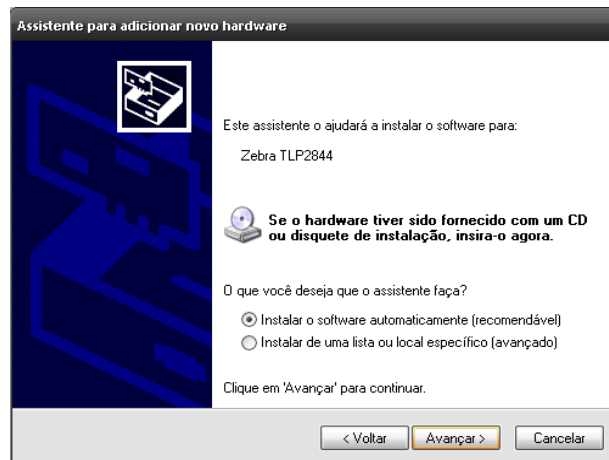 Assistente para adicionar novo hardware
Este assistente o ajudará a instalar o software para:
Zebra TLP2844
Se o hardware tiver sido fornecido com um CD
ou disquete de instalação, insira-o agora.
O que você deseja que o assistente faça?
Instalar o software automaticamente (recomendável)
Instalar de uma lista ou local específico (avançado)
Clique em 'Avançar' para continuar.
< Voltar
Avançar >
Cancelar